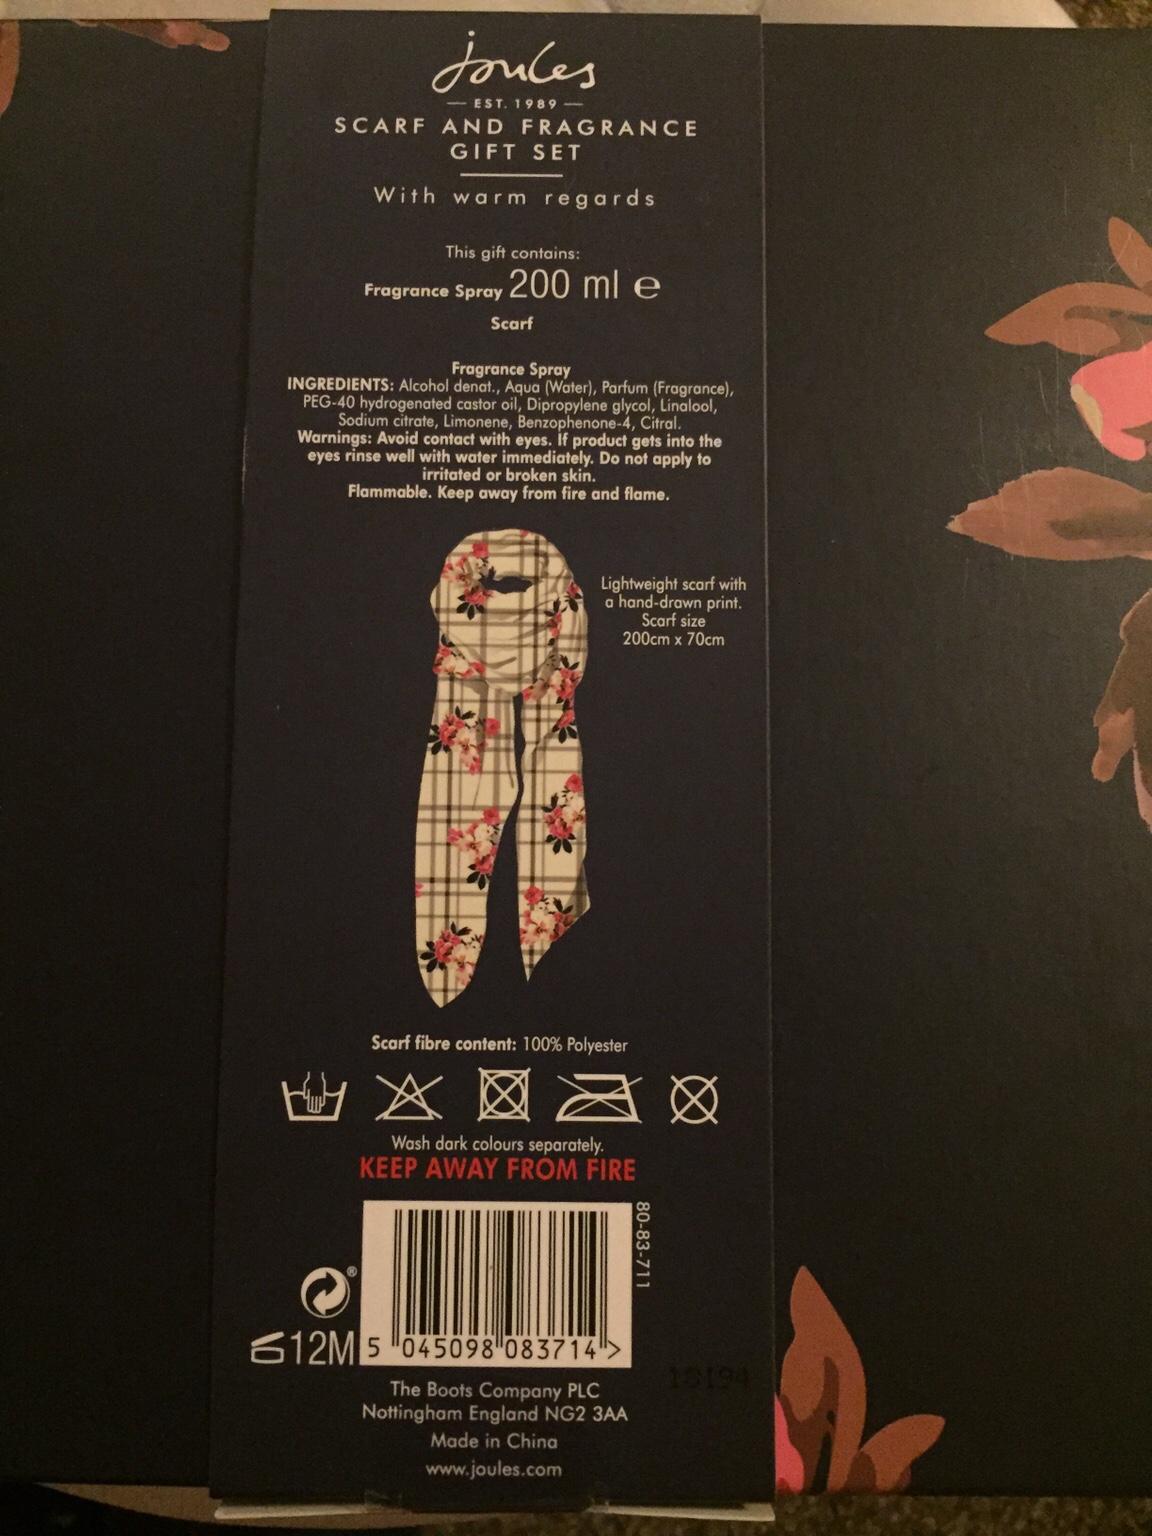 joules
EST. 1989
SCARF AND FRAGRANCE
GIFT SET
With warm regards
This gift contains:
Fragrance Spray 200 ml ℮
Scarf
Fragrance Spray
INGREDIENTS: Alcohol denat., Aqua (Water), Parfum (Fragrance),
PEG-40 hydrogenated castor oil, Dipropylene glycol, Linalool,
Sodium citrate, Limonene, Benzophenone-4, Citral.
Warnings: Avoid contact with eyes. If product gets into the
eyes rinse well with water immediately. Do not apply to
irritated or broken skin.
Flammable. Keep away from fire and flame.
Lightweight scarf with
a hand-drawn print.
Scarf size
200cm x 70cm
Scarf fibre content: 100% Polyester
Wash dark colours separately.
KEEP AWAY FROM FIRE
80-83-711
®
12M
5 045098 083714 >
The Boots Company PLC
Nottingham England NG2 3AA
Made in China
www.joules.com